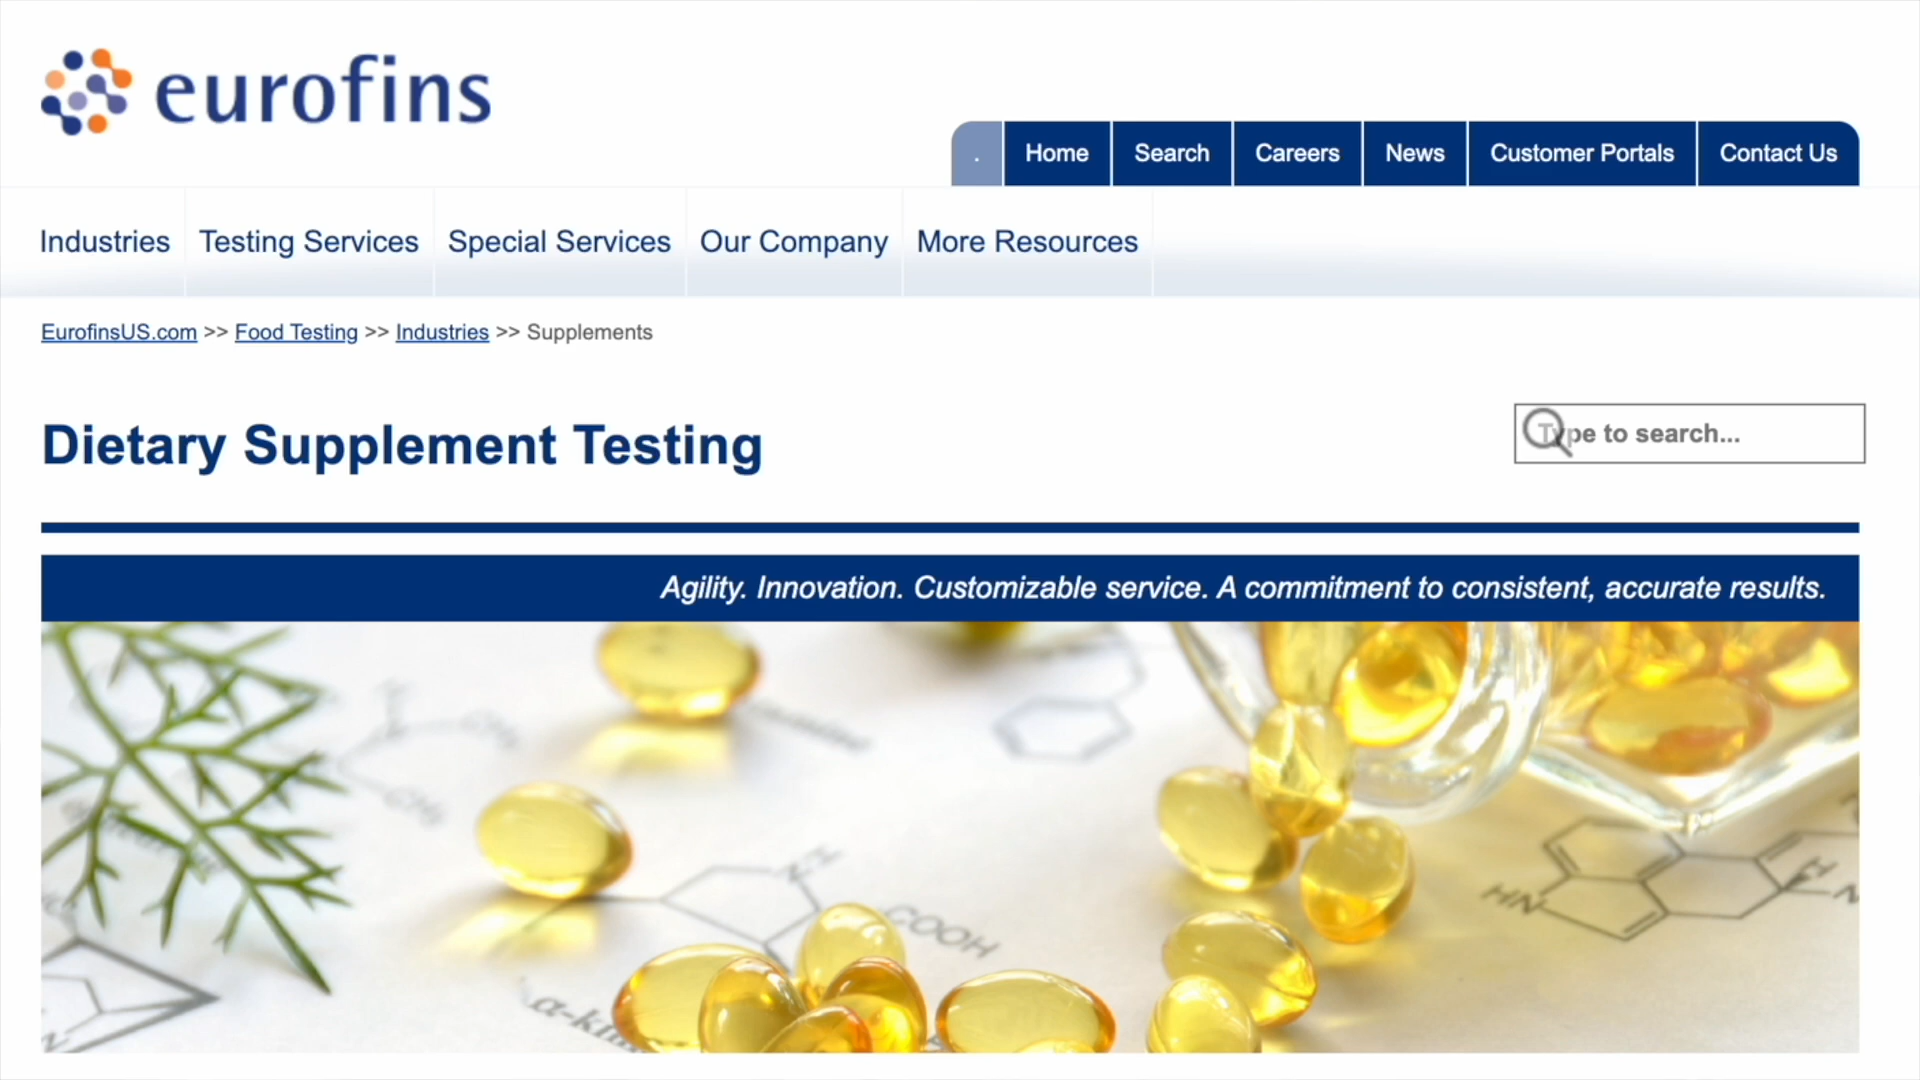 eurofins
. Home Search Careers News Customer Portals Contact Us
Industries Testing Services Special Services Our Company More Resources
EurofinsUS.com >> Food Testing >> Industries >> Supplements
Dietary Supplement Testing
Type to search...
Agility. Innovation. Customizable service. A commitment to consistent, accurate results.
CH₃
CH₃
COOH
HN
H
N
N